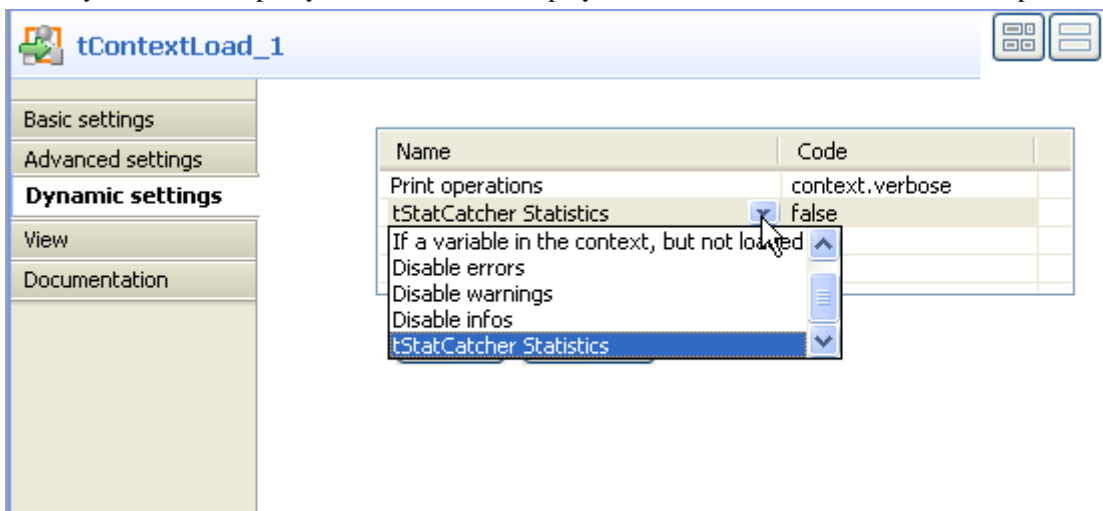 tContextLoad_1
Basic settings
Advanced settings
Dynamic settings
View
Documentation
Name Code
Print operations context.verbose
tStatCatcher Statistics false
If a variable in the context, but not loaded
Disable errors
Disable warnings
Disable infos
tStatCatcher Statistics